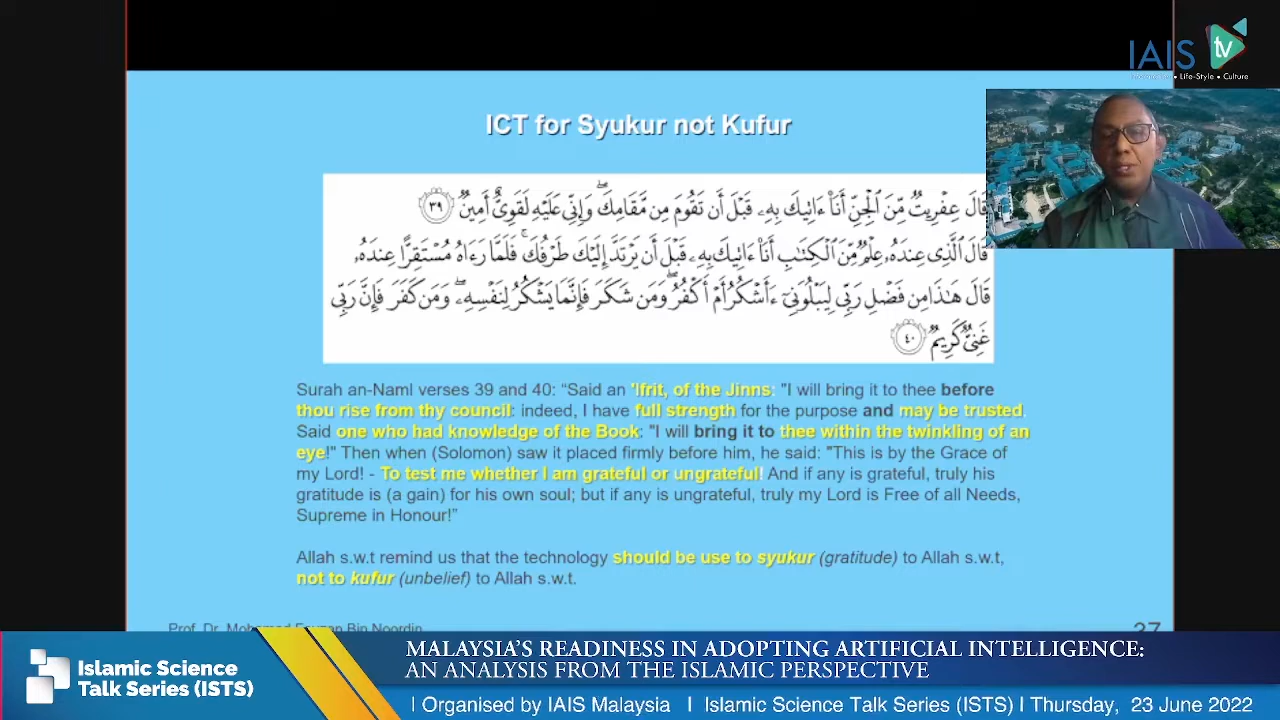 IAIS tv
• Life-Style • Culture
ICT for Syukur not Kufur
قَالَ عِفْرِيتٌ مِّنَ ٱلْجِنِّ أَنَا۠ ءَاتِيكَ بِهِۦ قَبْلَ أَن تَقُومَ مِن مَّقَامِكَ ۖ وَإِنِّى عَلَيْهِ لَقَوِىٌّ أَمِينٌ ٣٩
قَالَ ٱلَّذِى عِندَهُۥ عِلْمٌ مِّنَ ٱلْكِتَٰبِ أَنَا۠ ءَاتِيكَ بِهِۦ قَبْلَ أَن يَرْتَدَّ إِلَيْكَ طَرْفُكَ ۚ فَلَمَّا رَءَاهُ مُسْتَقِرًّا عِندَهُۥ
قَالَ هَٰذَا مِن فَضْلِ رَبِّى لِيَبْلُوَنِىٓ ءَأَشْكُرُ أَمْ أَكْفُرُ ۖ وَمَن شَكَرَ فَإِنَّمَا يَشْكُرُ لِنَفْسِهِۦ ۖ وَمَن كَفَرَ فَإِنَّ رَبِّى
غَنِىٌّ كَرِيمٌ ٤٠
Surah an-Naml verses 39 and 40: “Said an 'Ifrit, of the Jinns: "I will bring it to thee before
thou rise from thy council: indeed, I have full strength for the purpose and may be trusted.
Said one who had knowledge of the Book: "I will bring it to thee within the twinkling of an
eye!" Then when (Solomon) saw it placed firmly before him, he said: "This is by the Grace of
my Lord! - To test me whether I am grateful or ungrateful! And if any is grateful, truly his
gratitude is (a gain) for his own soul; but if any is ungrateful, truly my Lord is Free of all Needs,
Supreme in Honour!”
Allah s.w.t remind us that the technology should be use to syukur (gratitude) to Allah s.w.t,
not to kufur (unbelief) to Allah s.w.t.
Prof. Dr. Mohamad Fauzan Bin Noordin
37
Islamic Science
Talk Series (ISTS)
MALAYSIA'S READINESS IN ADOPTING ARTIFICIAL INTELLIGENCE:
AN ANALYSIS FROM THE ISLAMIC PERSPECTIVE
I Organised by IAIS Malaysia I Islamic Science Talk Series (ISTS) I Thursday, 23 June 2022